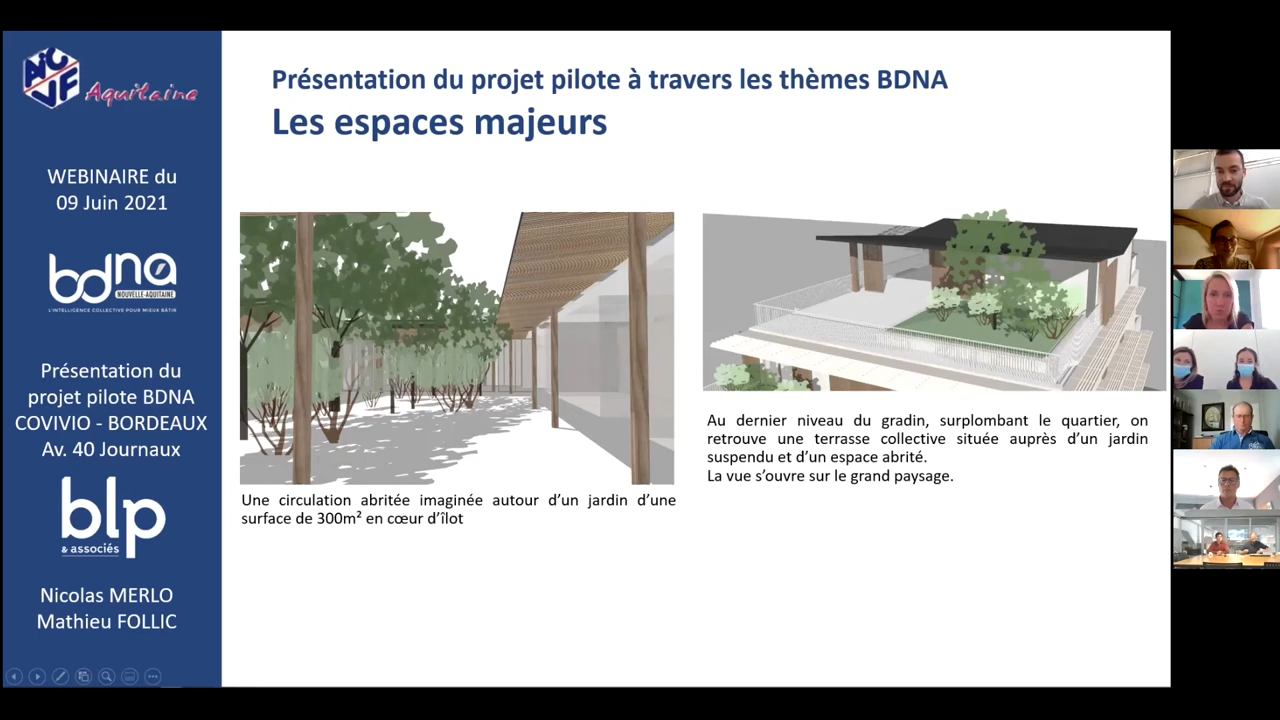 AICVF
Aquitaine
WEBINAIRE du
09 Juin 2021
bdna
NOUVELLE-AQUITAINE
L'INTELLIGENCE COLLECTIVE POUR MIEUX BÂTIR
Présentation du
projet pilote BDNA
COVIVIO - BORDEAUX
Av. 40 Journaux
blp
& associés
Nicolas MERLO
Mathieu FOLLIC
Présentation du projet pilote à travers les thèmes BDNA
Les espaces majeurs
Une circulation abritée imaginée autour d'un jardin d'une
surface de 300m² en cœur d'îlot
Au dernier niveau du gradin, surplombant le quartier, on
retrouve une terrasse collective située auprès d'un jardin
suspendu et d'un espace abrité.
La vue s'ouvre sur le grand paysage.